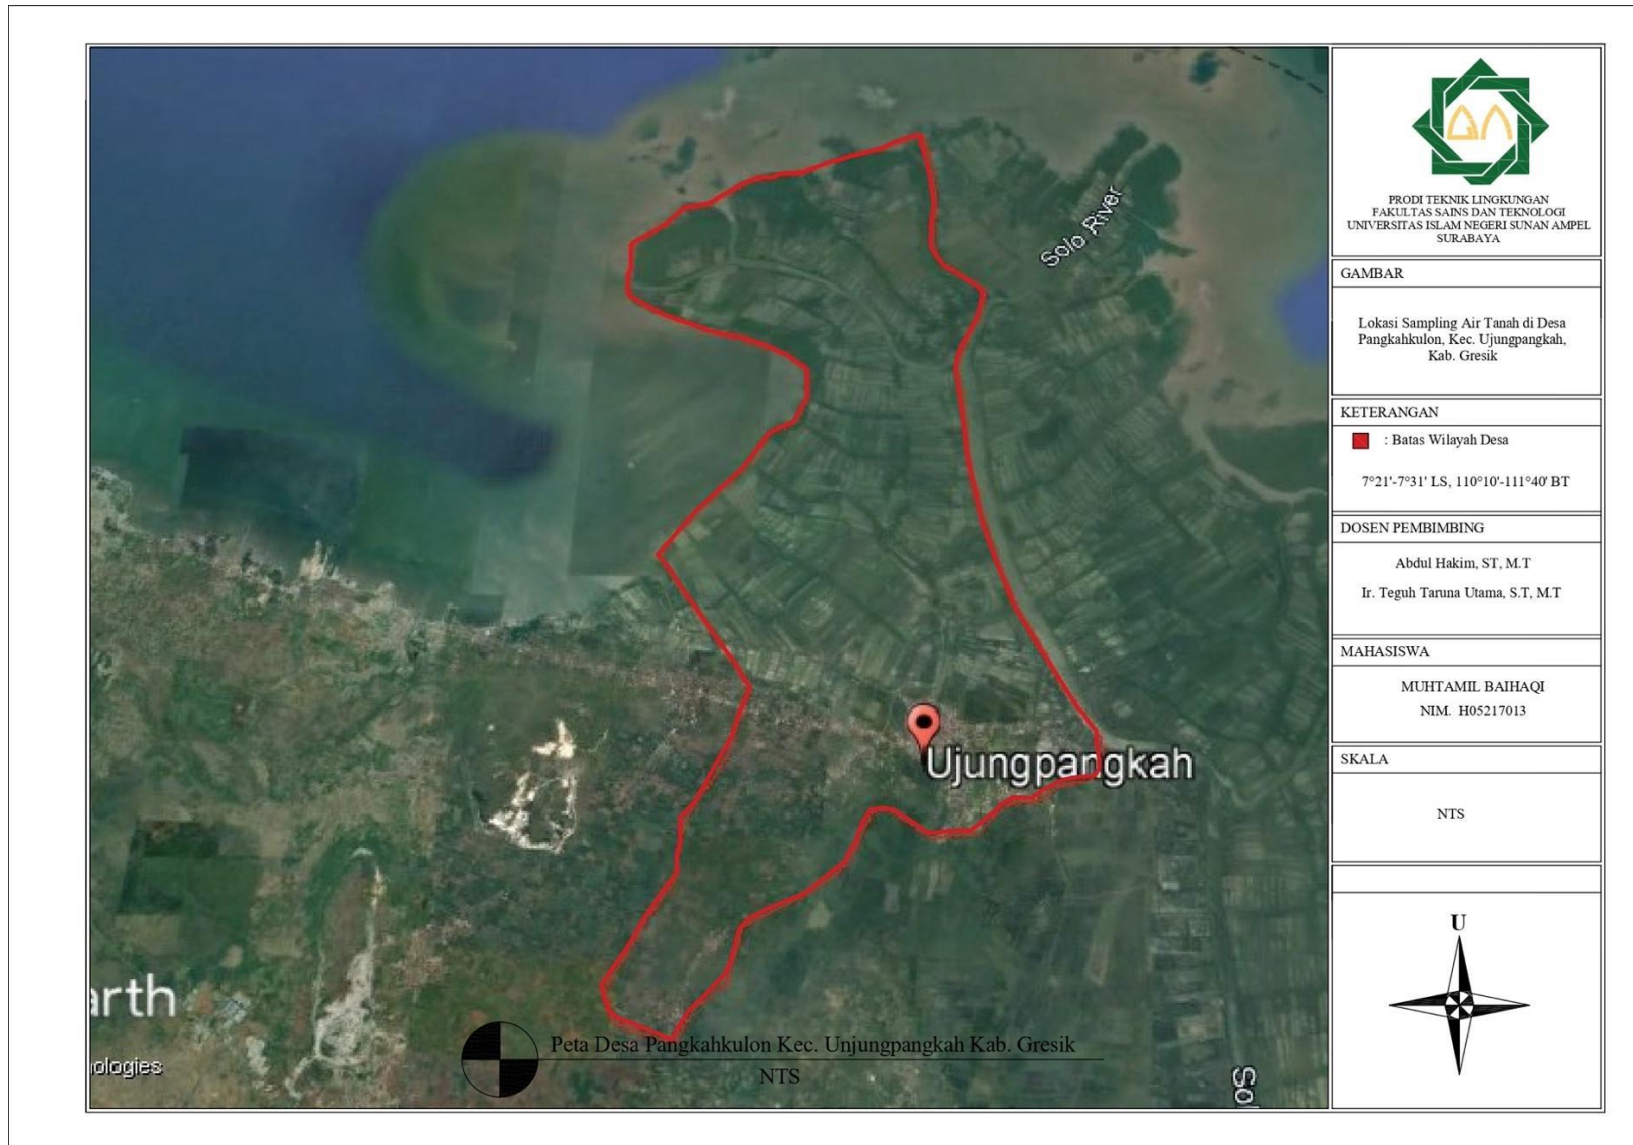 Solo River
Ujungpangkah
arth
ologies
Sol
Peta Desa Pangkahkulon Kec. Unjungpangkah Kab. Gresik
NTS
PRODI TEKNIK LINGKUNGAN
FAKULTAS SAINS DAN TEKNOLOGI
UNIVERSITAS ISLAM NEGERI SUNAN AMPEL
SURABAYA
GAMBAR
Lokasi Sampling Air Tanah di Desa
Pangkahkulon, Kec. Ujungpangkah,
Kab. Gresik
KETERANGAN
: Batas Wilayah Desa
7°21'-7°31' LS, 110°10'-111°40' BT
DOSEN PEMBIMBING
Abdul Hakim, ST, M.T
Ir. Teguh Taruna Utama, S.T, M.T
MAHASISWA
MUHTAMIL BAIHAQI
NIM. H05217013
SKALA
NTS
U